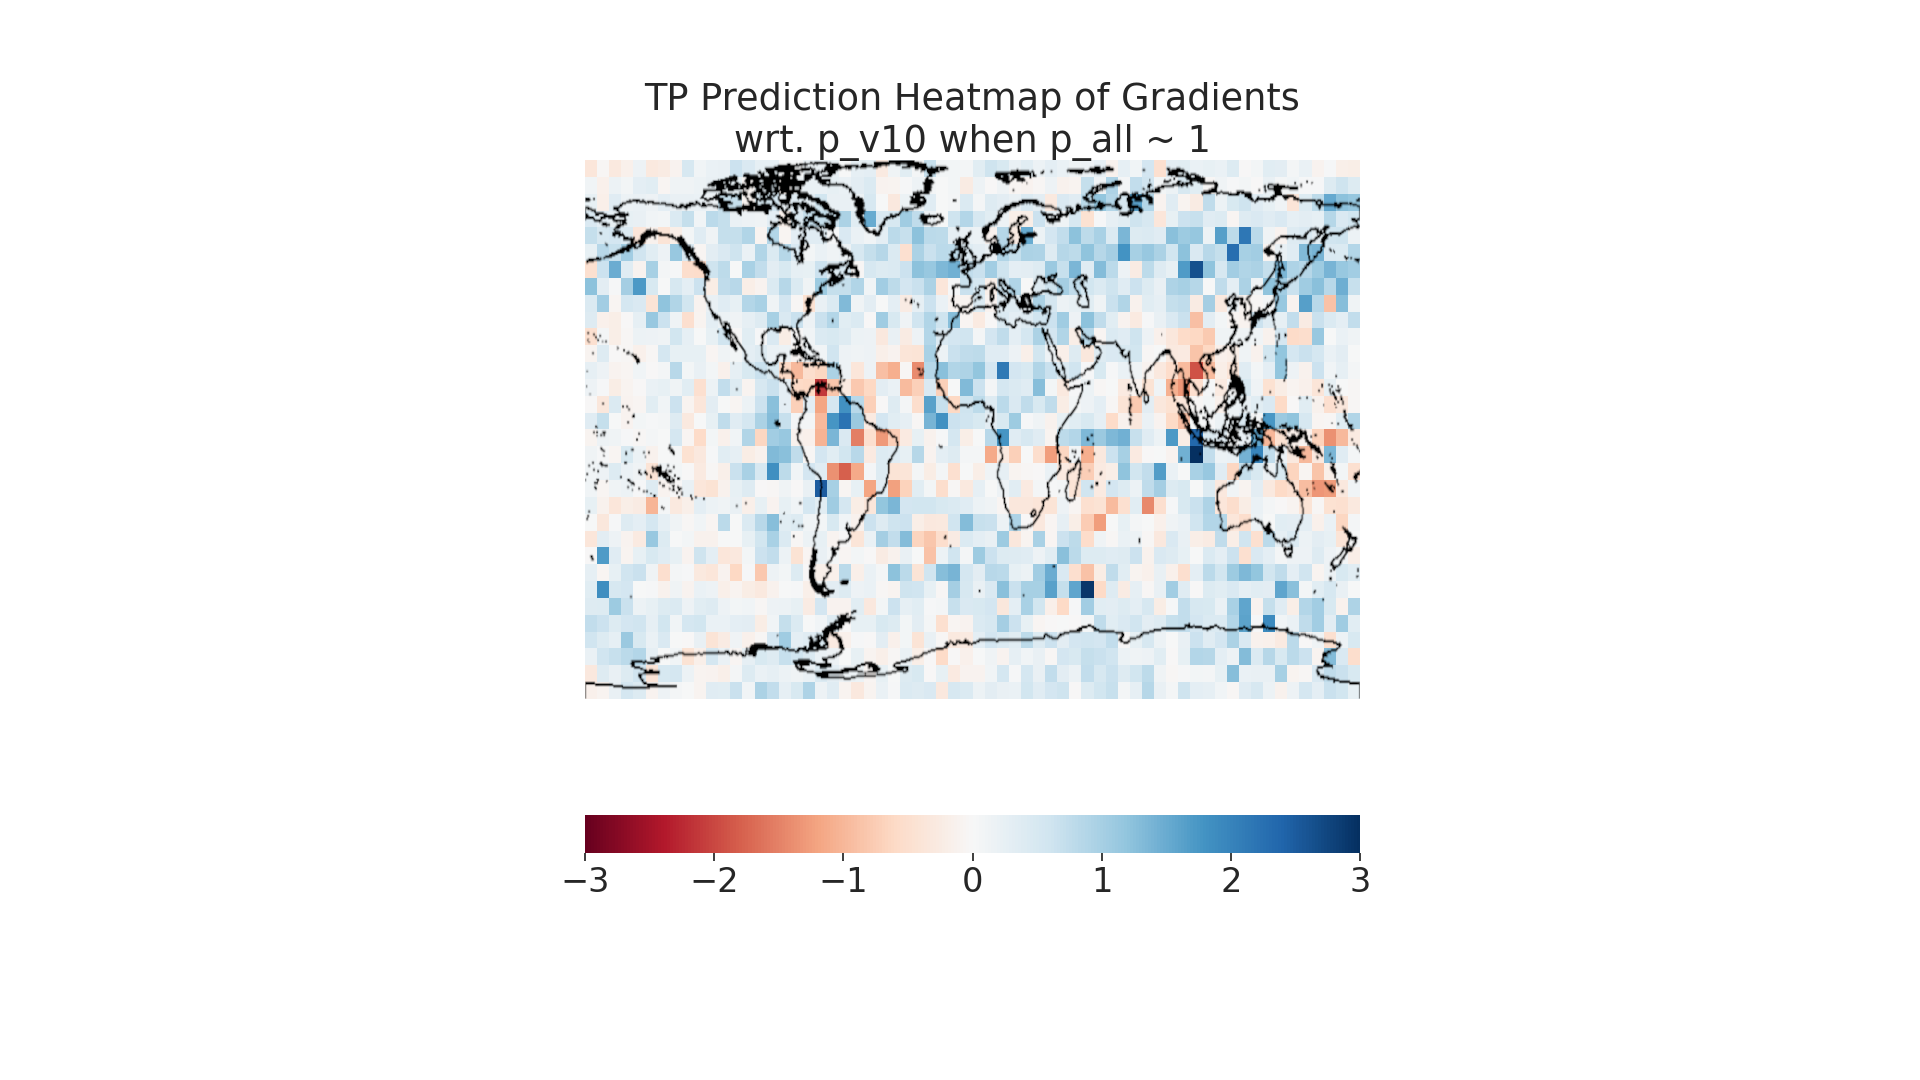 TP Prediction Heatmap of Gradients
wrt. p_v10 when p_all ~ 1
−3 −2 −1 0 1 2 3